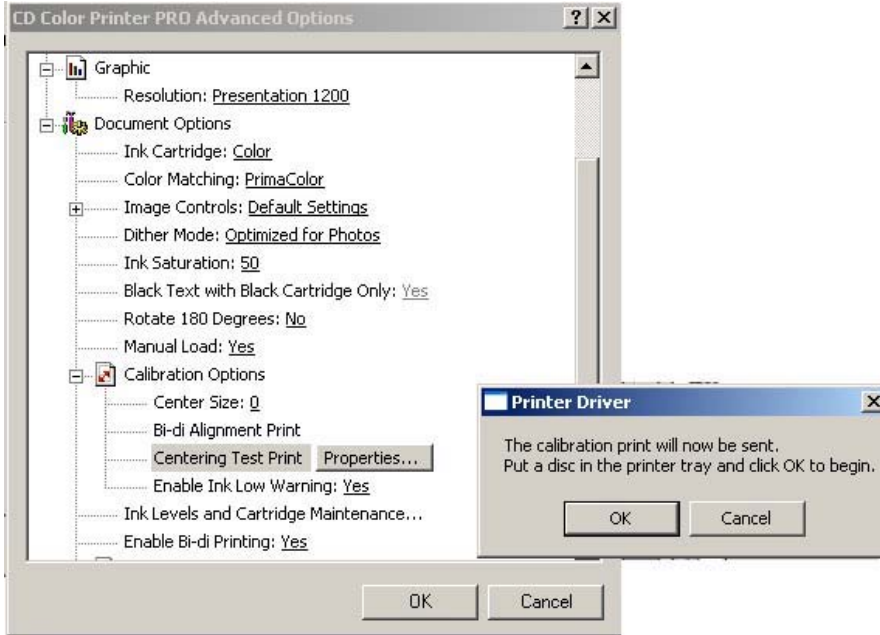 CD Color Printer PRO Advanced Options
Graphic
Resolution: Presentation 1200
Document Options
Ink Cartridge: Color
Color Matching: PrimaColor
Image Controls: Default Settings
Dither Mode: Optimized for Photos
Ink Saturation: 50
Black Text with Black Cartridge Only: Yes
Rotate 180 Degrees: No
Manual Load: Yes
Calibration Options
Center Size: 0
Bi-di Alignment Print
Centering Test Print Properties...
Enable Ink Low Warning: Yes
Ink Levels and Cartridge Maintenance...
Enable Bi-di Printing: Yes
OK Cancel
Printer Driver
The calibration print will now be sent.
Put a disc in the printer tray and click OK to begin.
OK Cancel